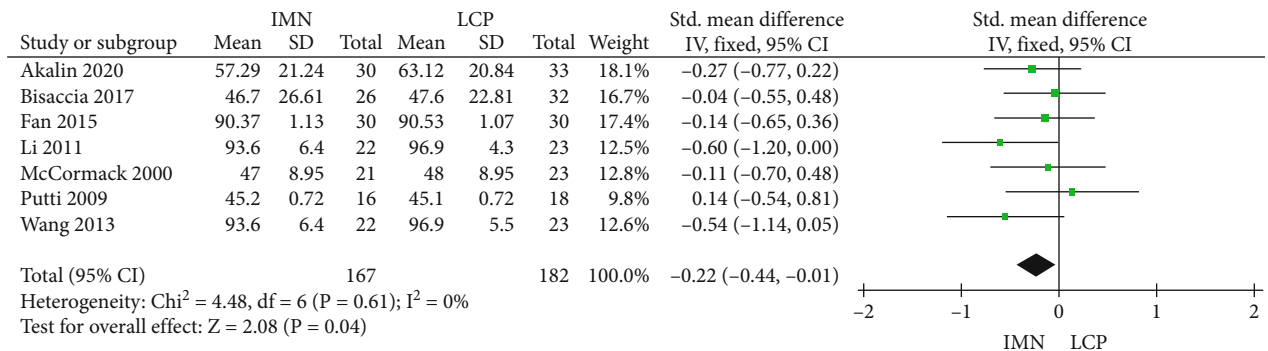 IMN LCP Std. mean difference Std. mean difference
Study or subgroup Mean SD Total Mean SD Total Weight IV, fixed, 95% CI IV, fixed, 95% CI
Akalin 2020 57.29 21.24 30 63.12 20.84 33 18.1% –0.27 (–0.77, 0.22)
Bisaccia 2017 46.7 26.61 26 47.6 22.81 32 16.7% –0.04 (–0.55, 0.48)
Fan 2015 90.37 1.13 30 90.53 1.07 30 17.4% –0.14 (–0.65, 0.36)
Li 2011 93.6 6.4 22 96.9 4.3 23 12.5% –0.60 (–1.20, 0.00)
McCormack 2000 47 8.95 21 48 8.95 23 12.8% –0.11 (–0.70, 0.48)
Putti 2009 45.2 0.72 16 45.1 0.72 18 9.8% 0.14 (–0.54, 0.81)
Wang 2013 93.6 6.4 22 96.9 5.5 23 12.6% –0.54 (–1.14, 0.05)
Total (95% CI) 167 182 100.0% –0.22 (–0.44, –0.01)
Heterogeneity: Chi² = 4.48, df = 6 (P = 0.61); I² = 0%
Test for overall effect: Z = 2.08 (P = 0.04)
–2 –1 0 1 2
IMN LCP